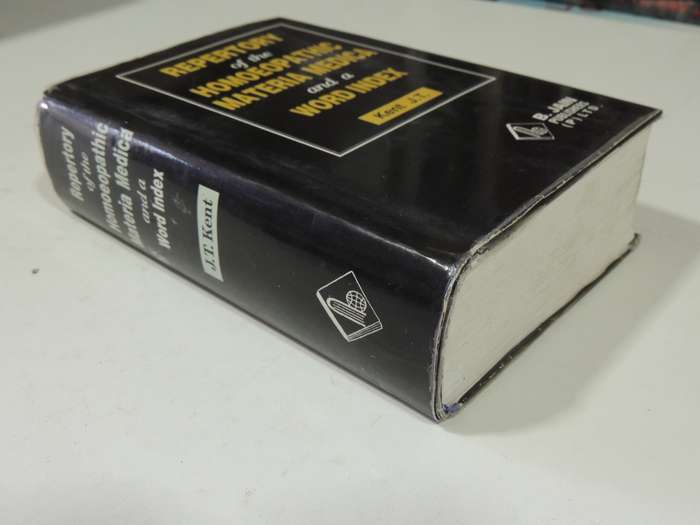 REPERTORY
of the
HOMOEOPATHIC
MATERIA MEDICA
and a
WORD INDEX
Kent J.T.
B. JAIN
PUBLISHERS
(P) LTD.
Repertory
of the
Homoeopathic
Materia Medica
and a
Word Index
J.T. Kent